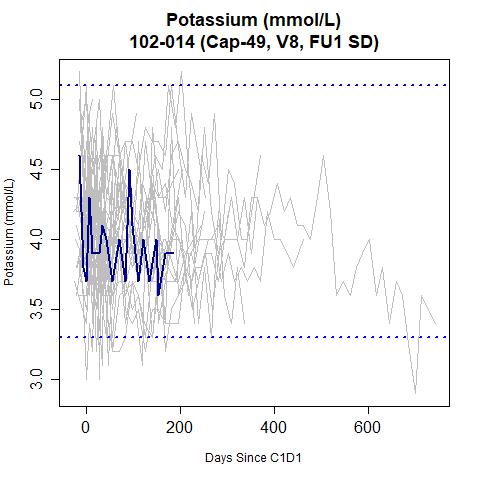 Potassium (mmol/L)
102-014 (Cap-49, V8, FU1 SD)
Potassium (mmol/L)
5.0
4.5
4.0
3.5
3.0
0 200 400 600
Days Since C1D1